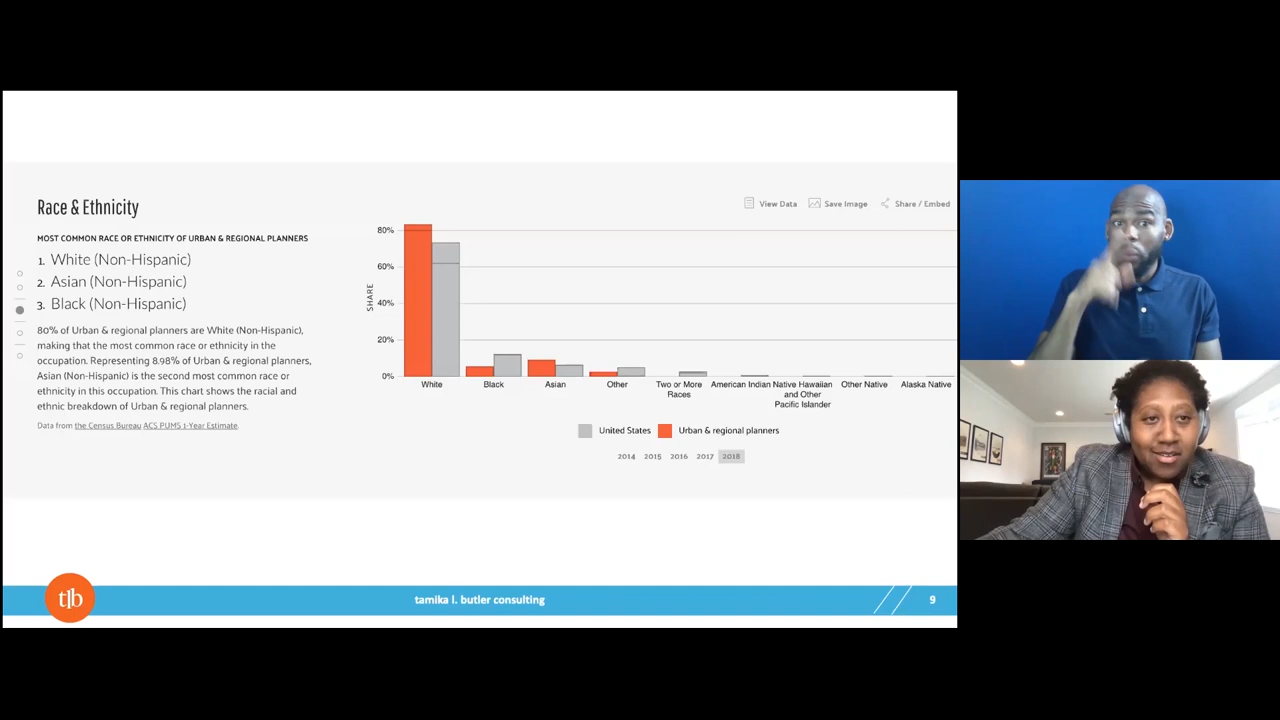 Race & Ethnicity
View Data
Save Image
Share / Embed
MOST COMMON RACE OR ETHNICITY OF URBAN & REGIONAL PLANNERS
1. White (Non-Hispanic)
2. Asian (Non-Hispanic)
3. Black (Non-Hispanic)
80% of Urban & regional planners are White (Non-Hispanic),
making that the most common race or ethnicity in the
occupation. Representing 8.98% of Urban & regional planners,
Asian (Non-Hispanic) is the second most common race or
ethnicity in this occupation. This chart shows the racial and
ethnic breakdown of Urban & regional planners.
Data from the Census Bureau ACS PUMS 1-Year Estimate.
SHARE
80%
60%
40%
20%
0%
White
Black
Asian
Other
Two or More
Races
American Indian
Native Hawaiian
and Other
Pacific Islander
Other Native
Alaska Native
United States
Urban & regional planners
2014 2015 2016 2017 2018
tlb
tamika l. butler consulting
9